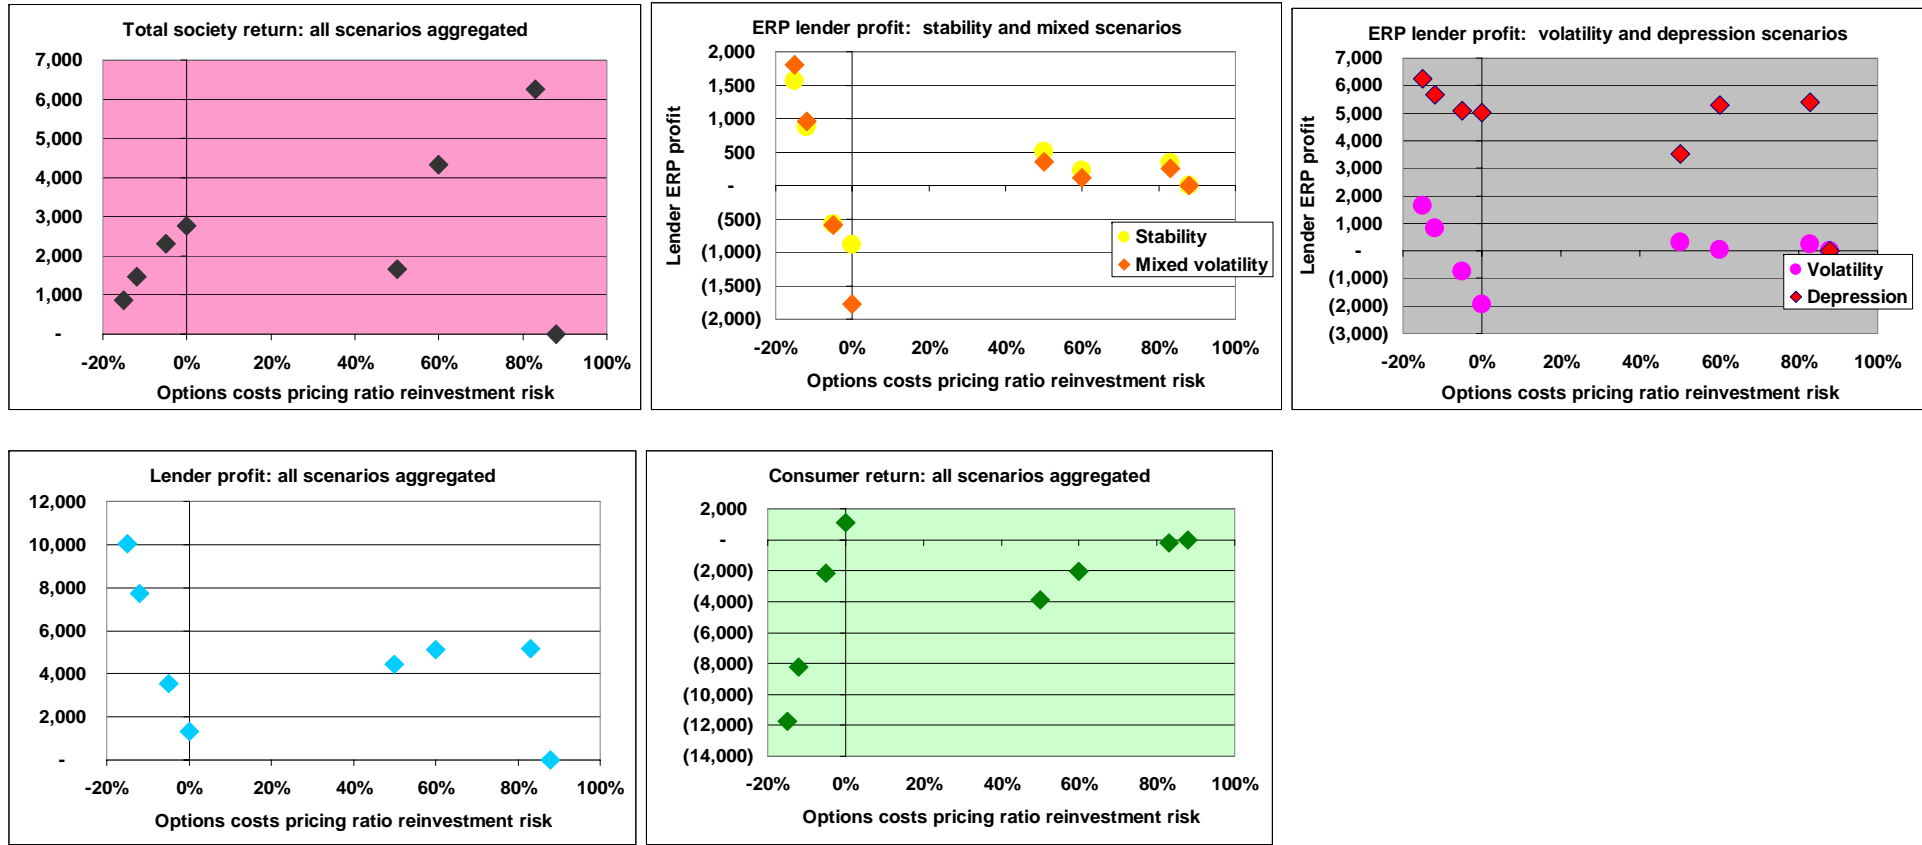 Total society return: all scenarios aggregated
7,000
6,000
5,000
4,000
3,000
2,000
1,000
-
-20% 0% 20% 40% 60% 80% 100%
Options costs pricing ratio reinvestment risk
ERP lender profit: stability and mixed scenarios
Lender ERP profit
2,000
1,500
1,000
500
-
(500)
(1,000)
(1,500)
(2,000)
Stability
Mixed volatility
-20% 0% 20% 40% 60% 80% 100%
Options costs pricing ratio reinvestment risk
ERP lender profit: volatility and depression scenarios
Lender ERP profit
7,000
6,000
5,000
4,000
3,000
2,000
1,000
-
(1,000)
(2,000)
(3,000)
Volatility
Depression
-20% 0% 20% 40% 60% 80% 100%
Options costs pricing ratio reinvestment risk
Lender profit: all scenarios aggregated
12,000
10,000
8,000
6,000
4,000
2,000
-
-20% 0% 20% 40% 60% 80% 100%
Options costs pricing ratio reinvestment risk
Consumer return: all scenarios aggregated
2,000
-
(2,000)
(4,000)
(6,000)
(8,000)
(10,000)
(12,000)
(14,000)
-20% 0% 20% 40% 60% 80% 100%
Options costs pricing ratio reinvestment risk